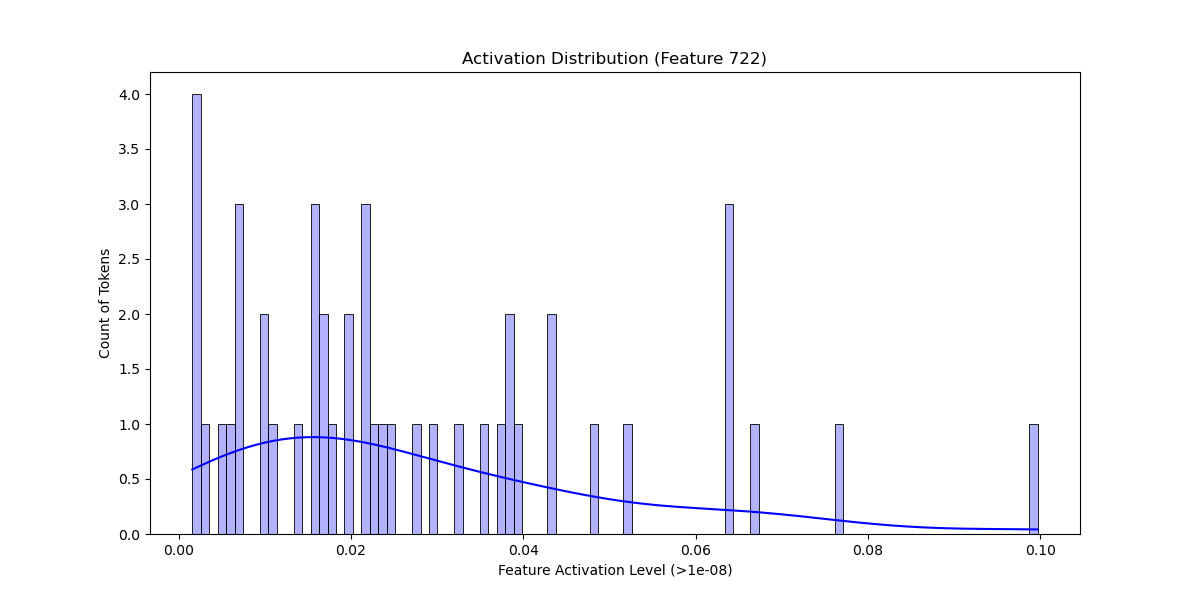 Activation Distribution (Feature 722)
4.0
3.5
3.0
2.5
2.0
1.5
1.0
0.5
0.0
Count of Tokens
0.00 0.02 0.04 0.06 0.08 0.10
Feature Activation Level (>1e-08)